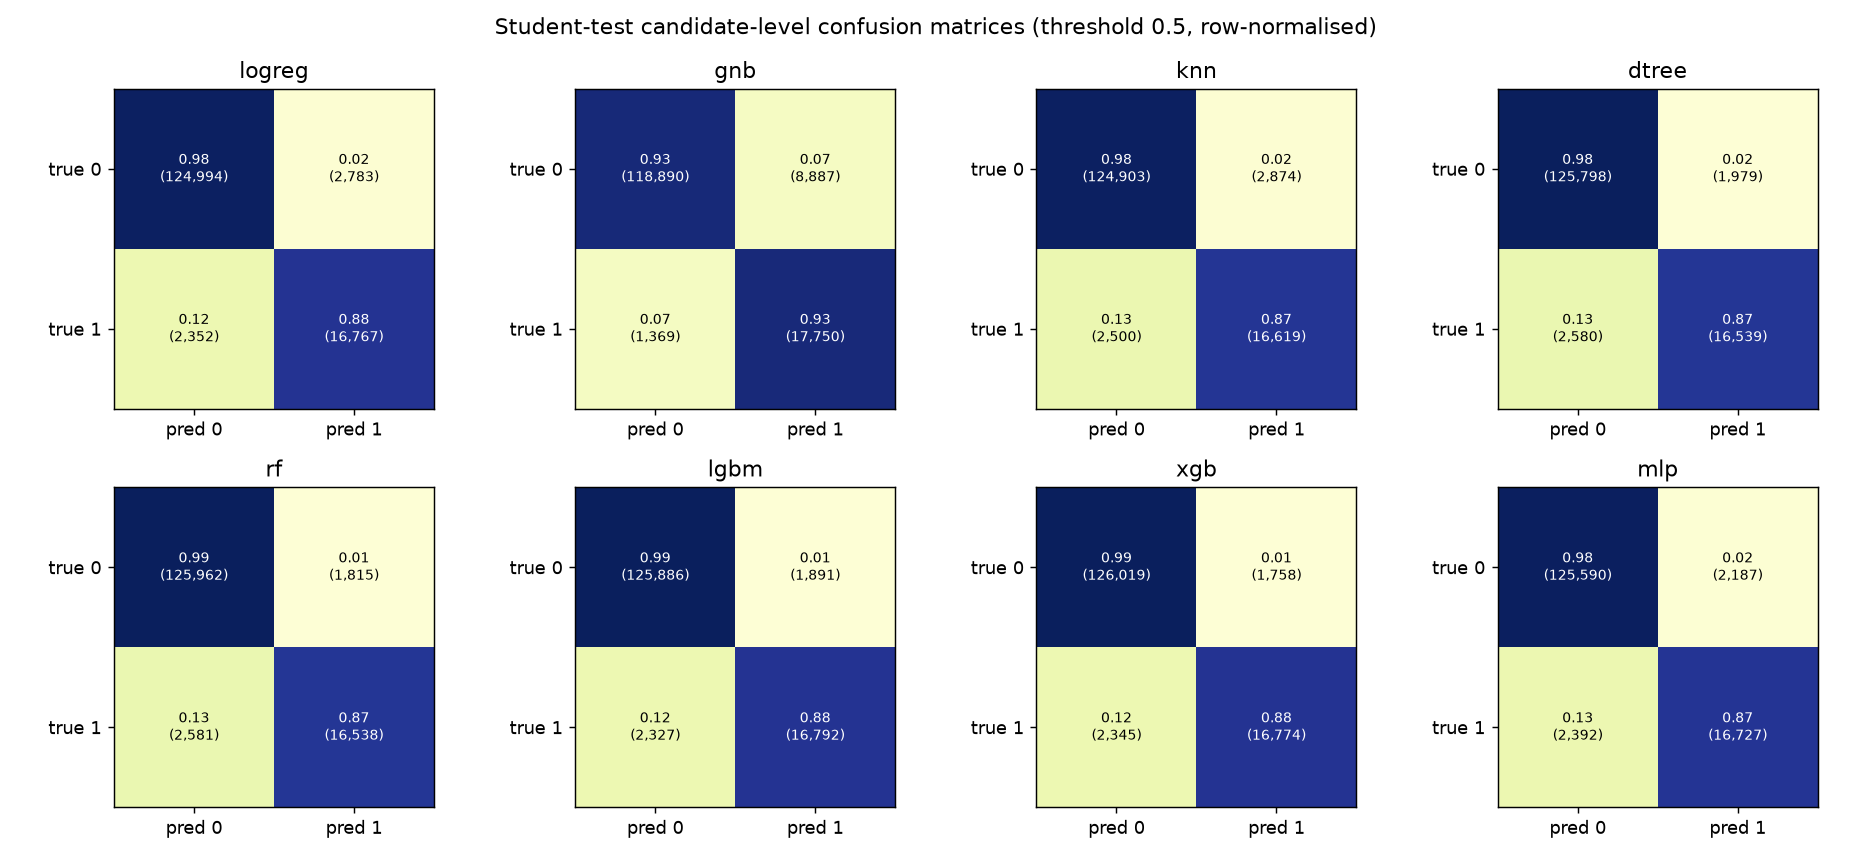 Student-test candidate-level confusion matrices (threshold 0.5, row-normalised)
logreg
true 0
0.98
(124,994)
0.02
(2,783)
true 1
0.12
(2,352)
0.88
(16,767)
pred 0
pred 1
gnb
true 0
0.93
(118,890)
0.07
(8,887)
true 1
0.07
(1,369)
0.93
(17,750)
pred 0
pred 1
knn
true 0
0.98
(124,903)
0.02
(2,874)
true 1
0.13
(2,500)
0.87
(16,619)
pred 0
pred 1
dtree
true 0
0.98
(125,798)
0.02
(1,979)
true 1
0.13
(2,580)
0.87
(16,539)
pred 0
pred 1
rf
true 0
0.99
(125,962)
0.01
(1,815)
true 1
0.13
(2,581)
0.87
(16,538)
pred 0
pred 1
lgbm
true 0
0.99
(125,886)
0.01
(1,891)
true 1
0.12
(2,327)
0.88
(16,792)
pred 0
pred 1
xgb
true 0
0.99
(126,019)
0.01
(1,758)
true 1
0.12
(2,345)
0.88
(16,774)
pred 0
pred 1
mlp
true 0
0.98
(125,590)
0.02
(2,187)
true 1
0.13
(2,392)
0.87
(16,727)
pred 0
pred 1